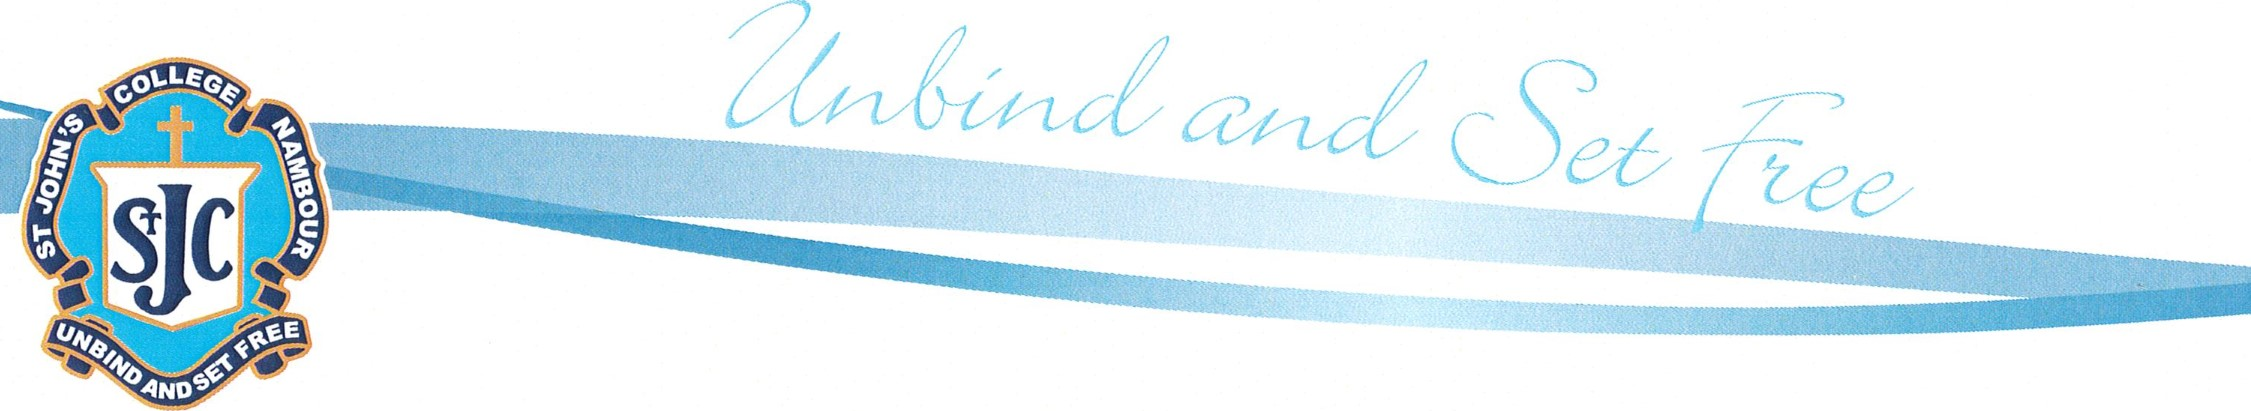 ST JOHN'S COLLEGE NAMBOUR
STJC
UNBIND AND SET FREE
Unbind and Set Free